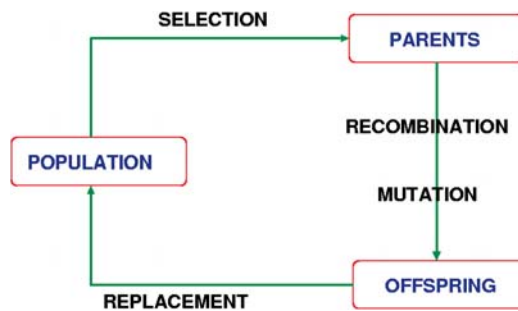 SELECTION
PARENTS
RECOMBINATION
POPULATION
MUTATION
OFFSPRING
REPLACEMENT